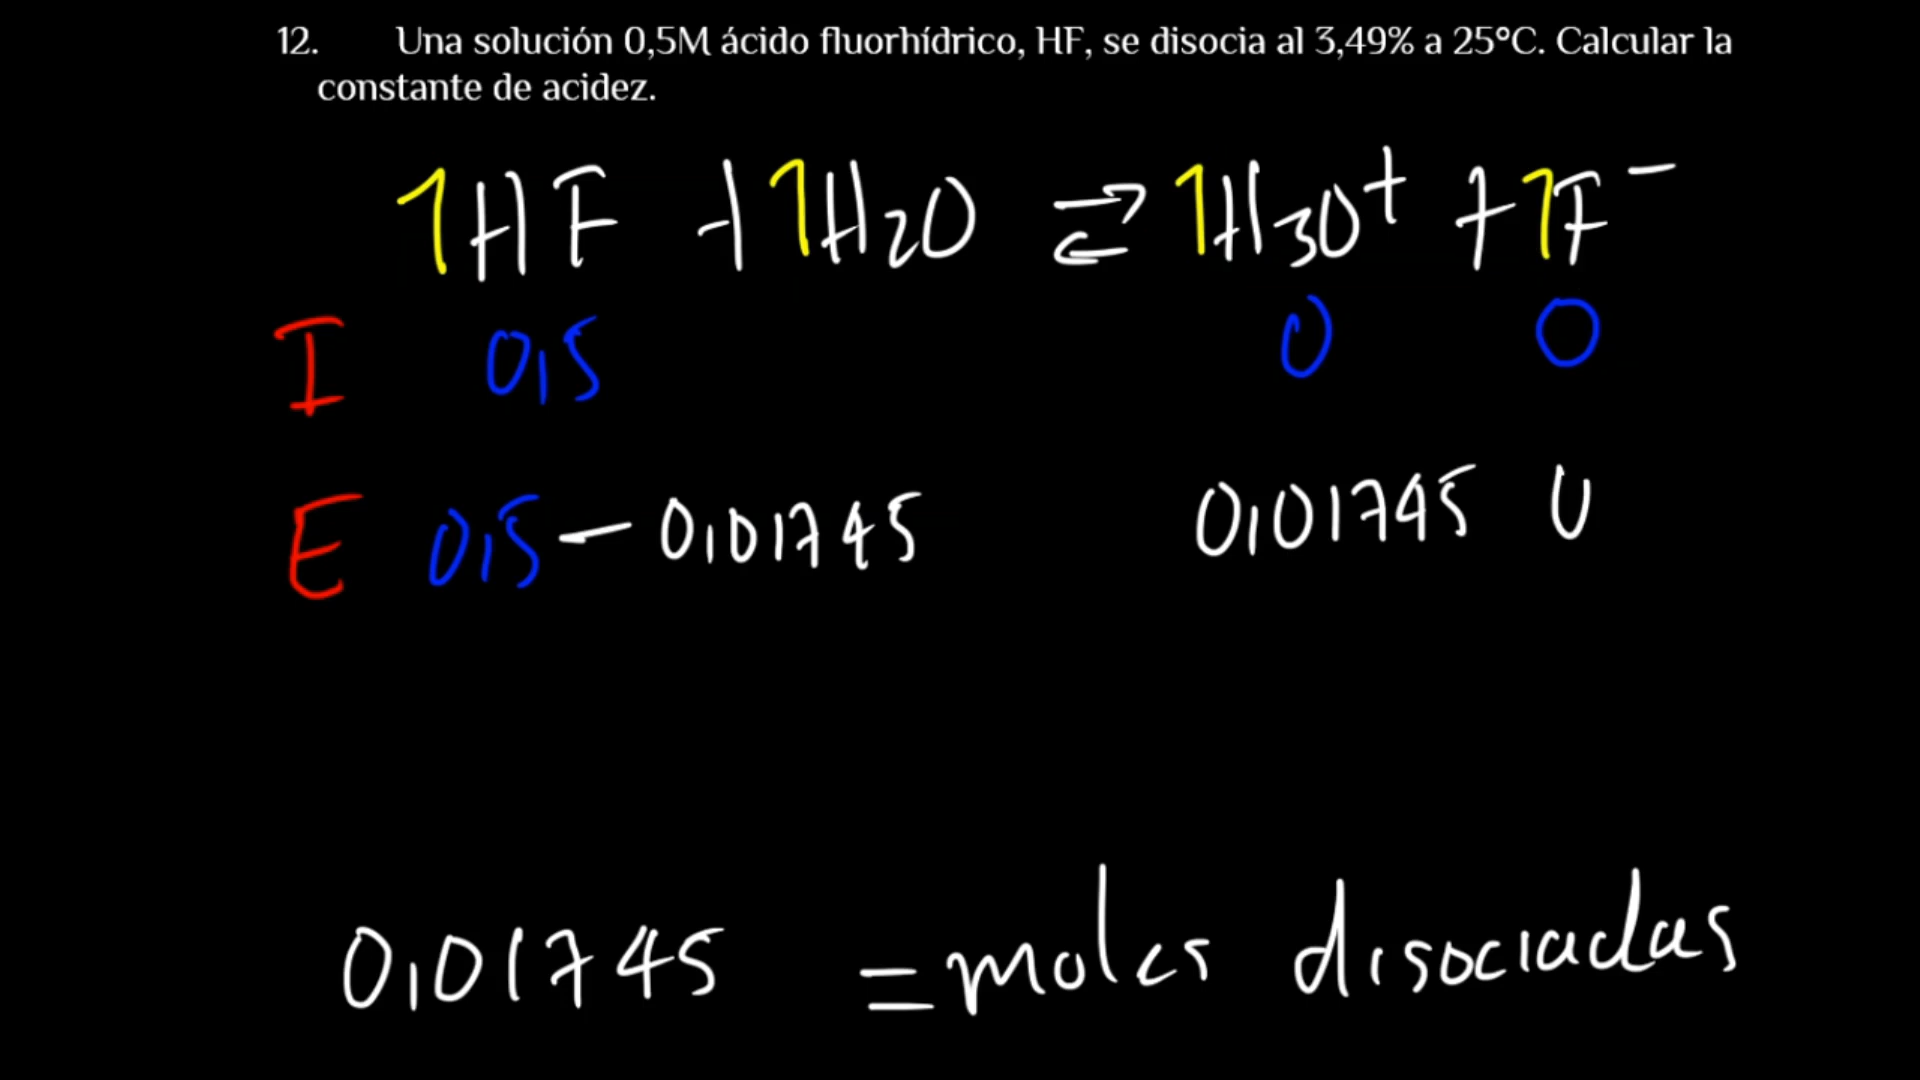 12. Una solución 0,5M ácido fluorhídrico, HF, se disocia al 3,49% a 25°C. Calcular la
constante de acidez.
1HF + 1H2O ⇄ 1H3O+ + 1F-
I 0,5 0 0
E 0,5 - 0,01745 0,01745 0
0,01745 = moles disociadas